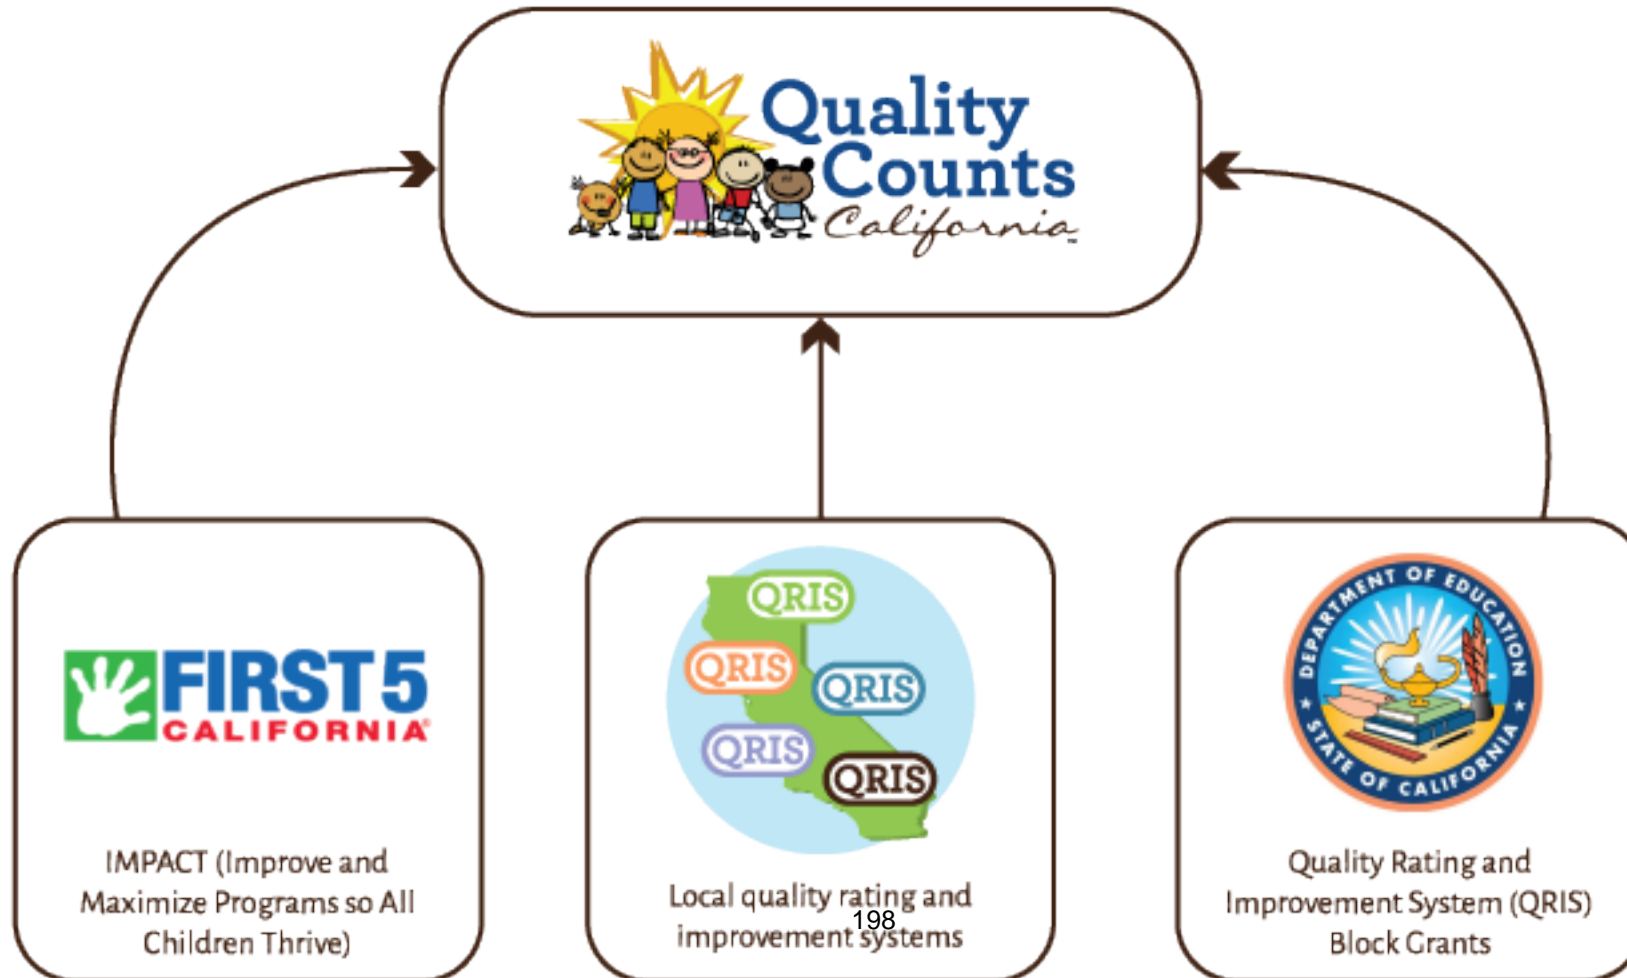 Quality
Counts
California™
FIRST 5
CALIFORNIA®
IMPACT (Improve and
Maximize Programs so All
Children Thrive)
QRIS
QRIS
QRIS
QRIS
QRIS
Local quality rating and
improvement systems
198
DEPARTMENT OF EDUCATION
STATE OF CALIFORNIA
Quality Rating and
Improvement System (QRIS)
Block Grants